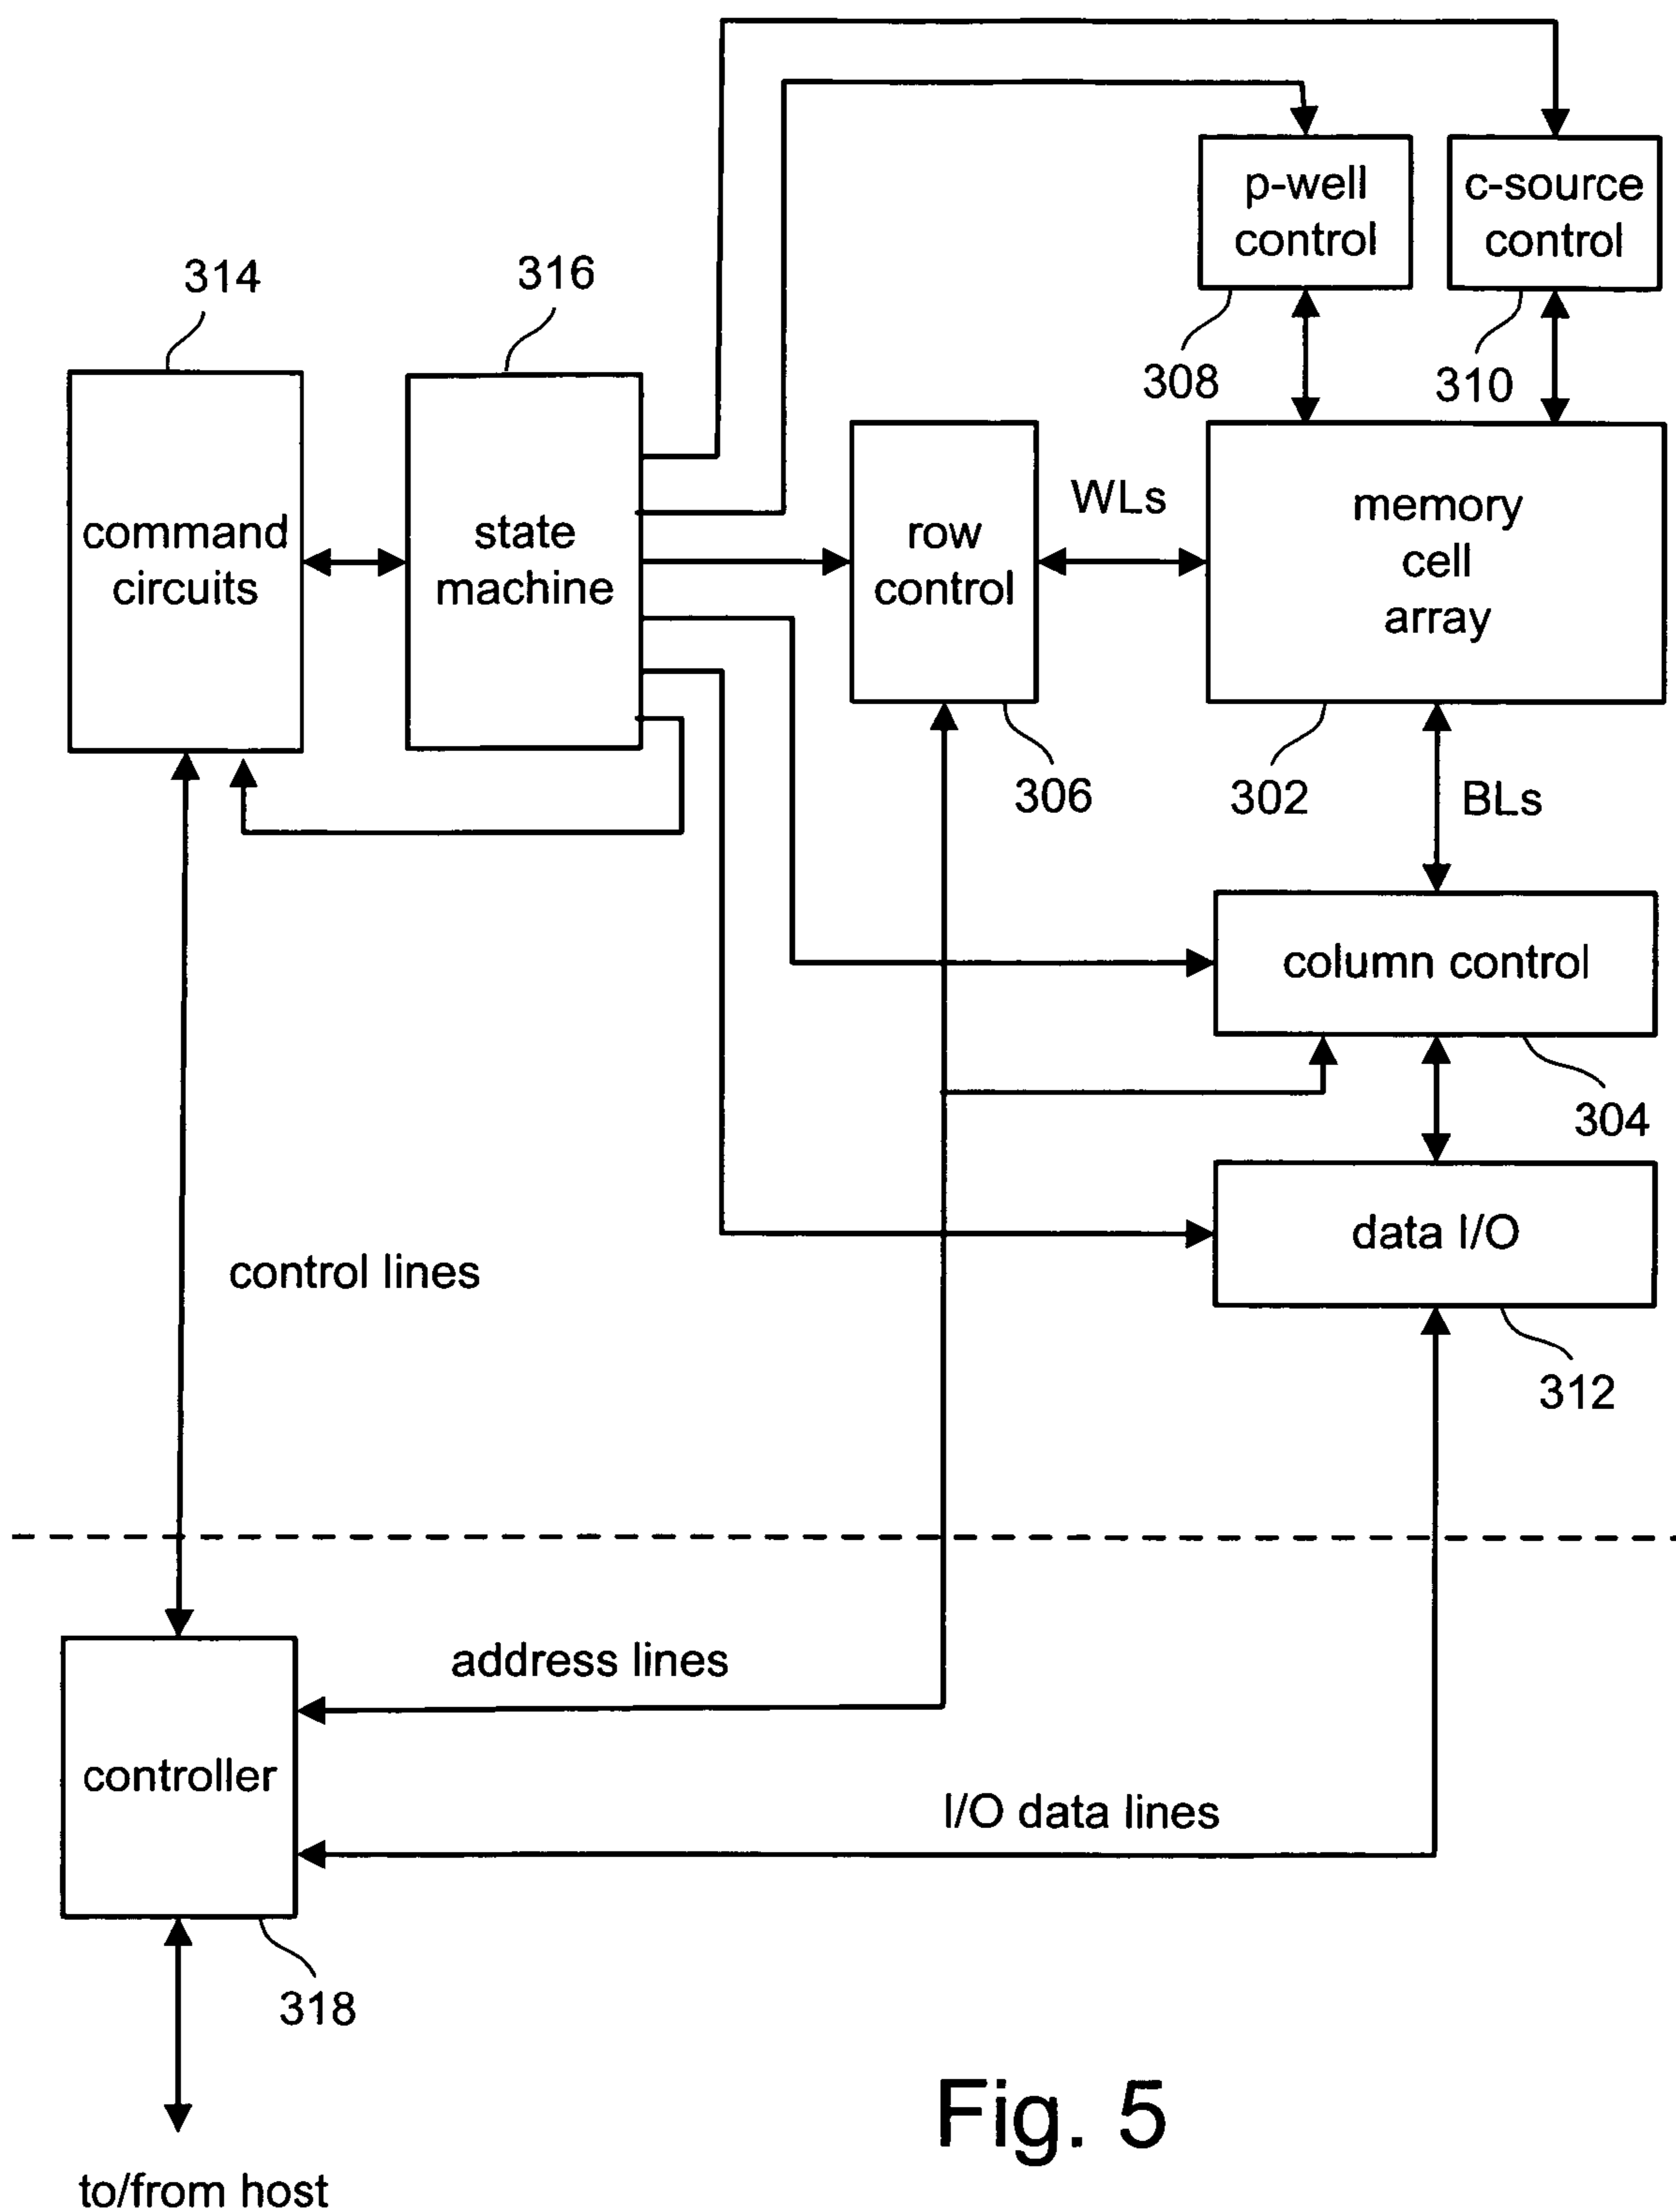 p-well
control
c-source
control
314
316
308
310
command
circuits
state
machine
row
control
WLs
memory
cell
array
306
302
BLs
column control
304
data I/O
control lines
312
address lines
controller
I/O data lines
318
Fig. 5
to/from host